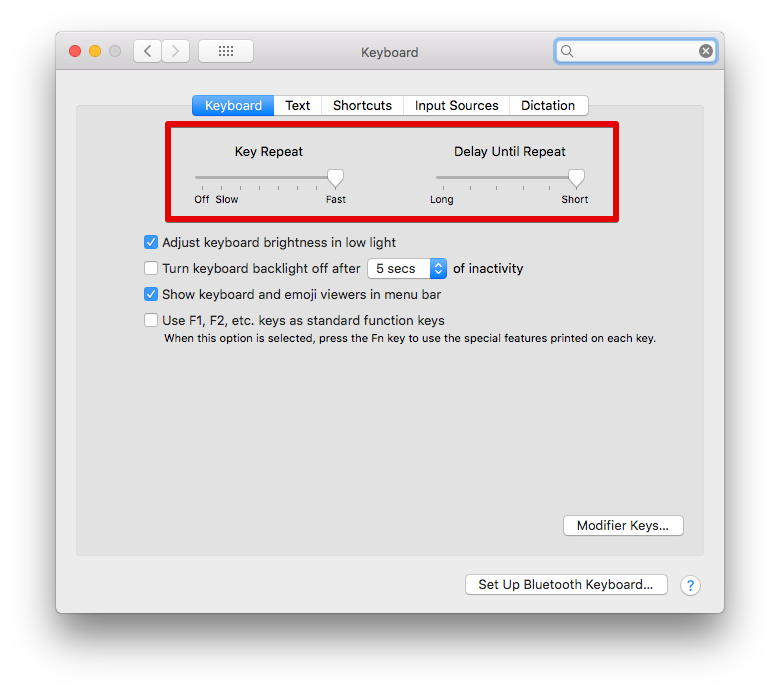 Keyboard
Keyboard Text Shortcuts Input Sources Dictation
Key Repeat Delay Until Repeat
Off Slow Fast Long Short
Adjust keyboard brightness in low light
Turn keyboard backlight off after 5 secs of inactivity
Show keyboard and emoji viewers in menu bar
Use F1, F2, etc. keys as standard function keys
When this option is selected, press the Fn key to use the special features printed on each key.
Modifier Keys...
Set Up Bluetooth Keyboard... ?